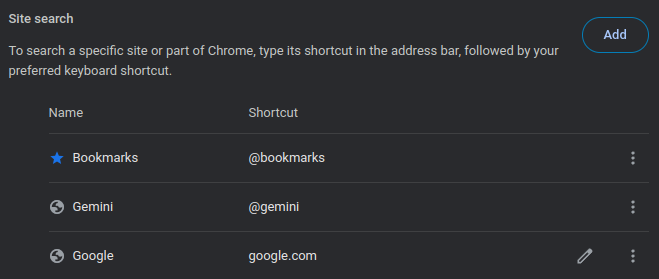 Site search
To search a specific site or part of Chrome, type its shortcut in the address bar, followed by your
preferred keyboard shortcut.
Add
Name Shortcut
Bookmarks @bookmarks
Gemini @gemini
Google google.com